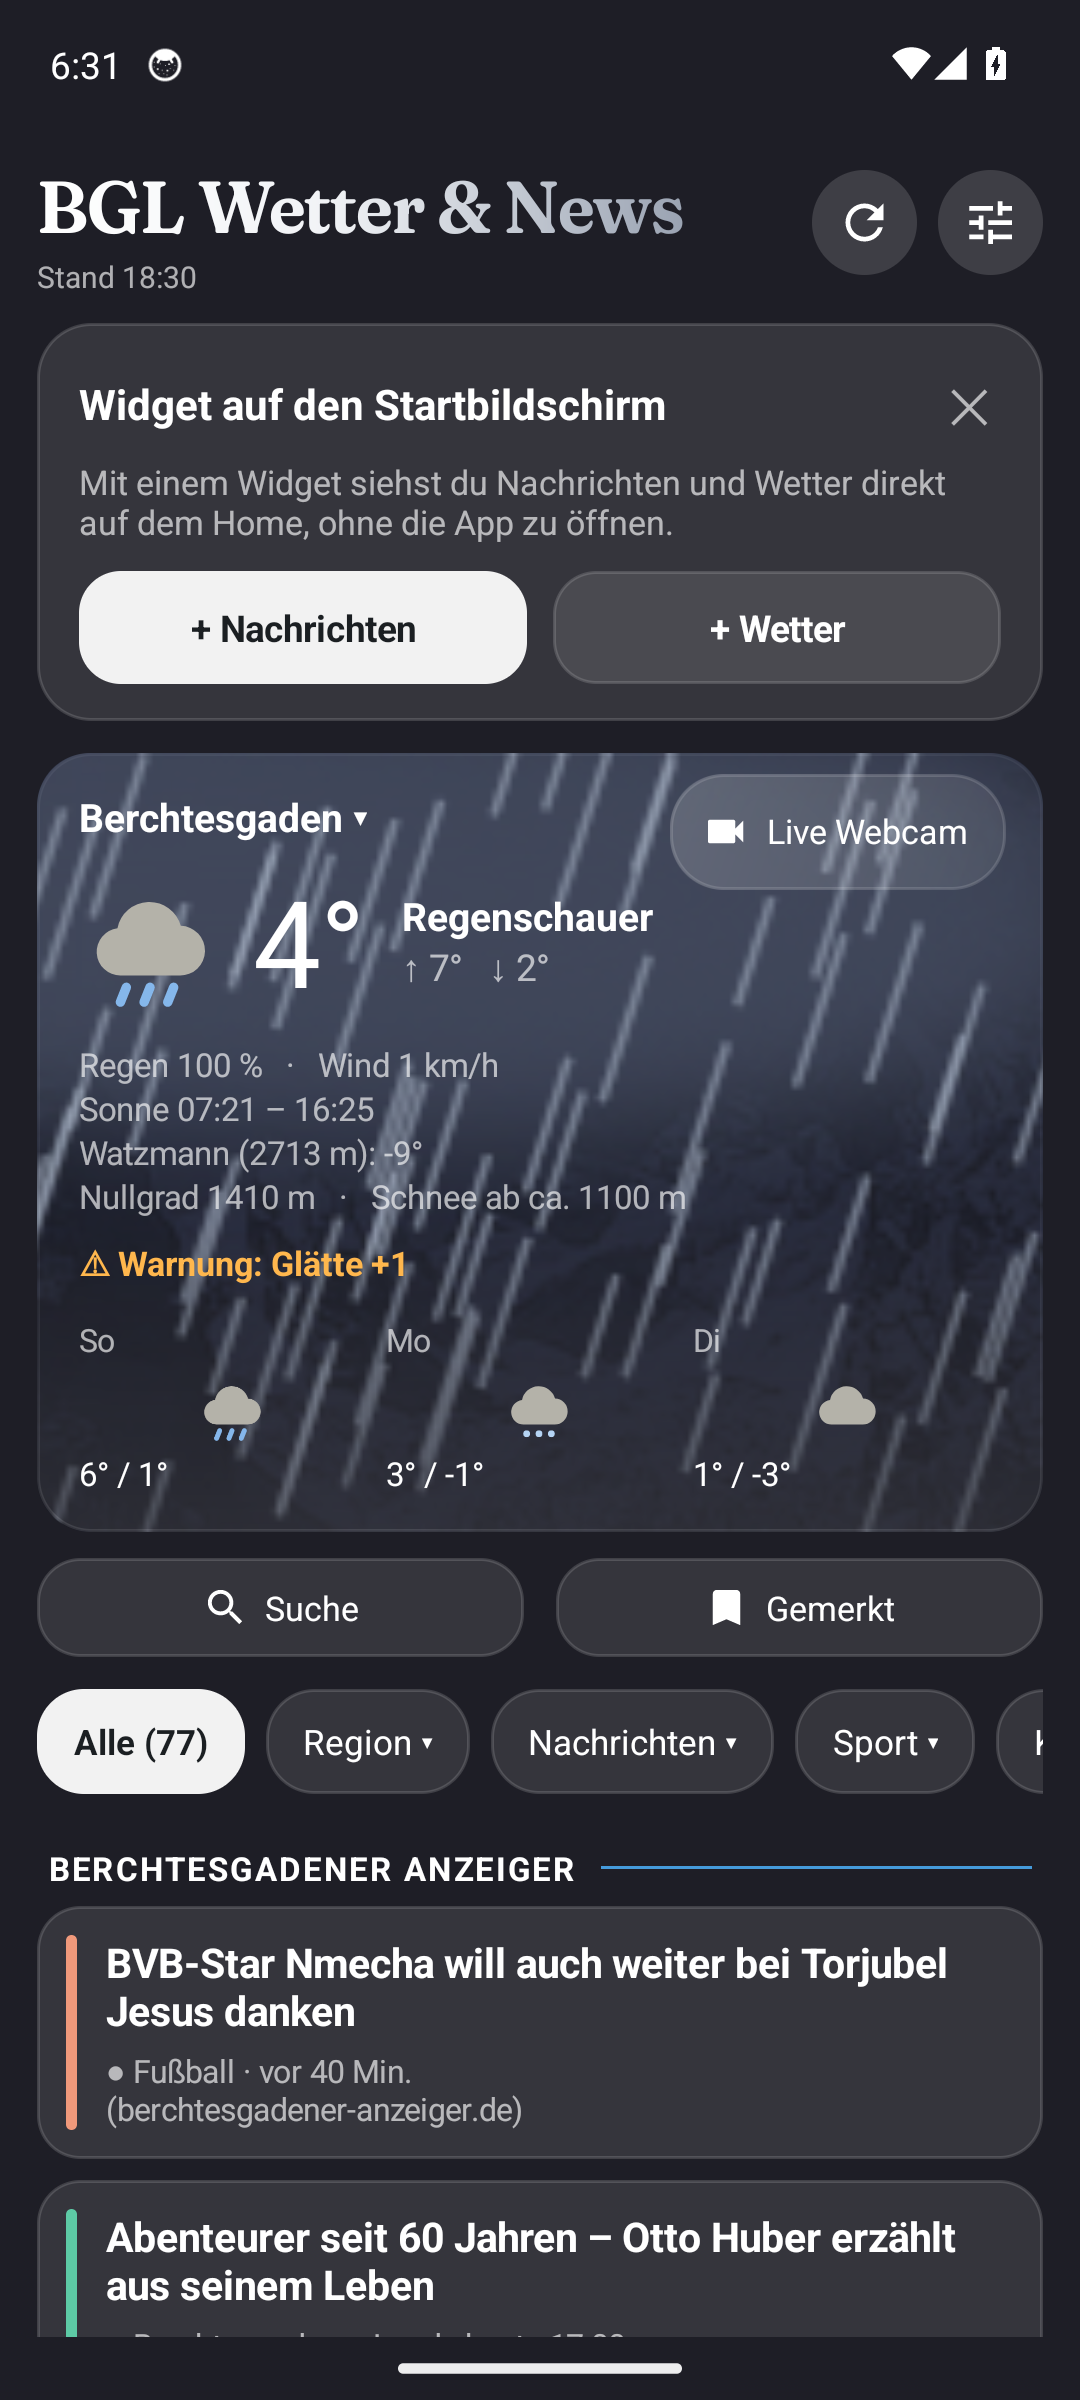 6:31
BGL Wetter & News
Stand 18:30
Widget auf den Startbildschirm
Mit einem Widget siehst du Nachrichten und Wetter direkt
auf dem Home, ohne die App zu öffnen.
+ Nachrichten
+ Wetter
Berchtesgaden ▾
Live Webcam
4°
Regenschauer
↑ 7° ↓ 2°
Regen 100 % · Wind 1 km/h
Sonne 07:21 – 16:25
Watzmann (2713 m): -9°
Nullgrad 1410 m · Schnee ab ca. 1100 m
⚠ Warnung: Glätte +1
So Mo Di
6° / 1° 3° / -1° 1° / -3°
Suche
Gemerkt
Alle (77) Region ▾ Nachrichten ▾ Sport ▾
BERCHTESGADENER ANZEIGER
BVB-Star Nmecha will auch weiter bei Torjubel
Jesus danken
● Fußball · vor 40 Min.
(berchtesgadener-anzeiger.de)
Abenteurer seit 60 Jahren – Otto Huber erzählt
aus seinem Leben